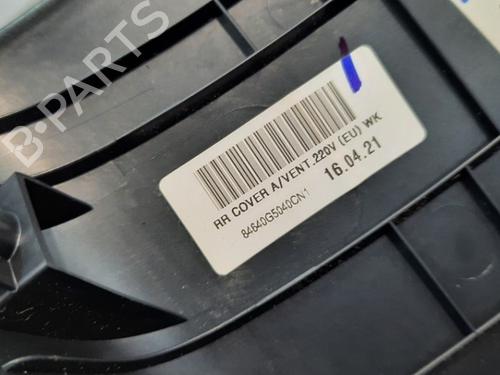 B-PARTS
RR COVER A/VENT.220V (EU) WK
84640G5040CN1
16.04.21